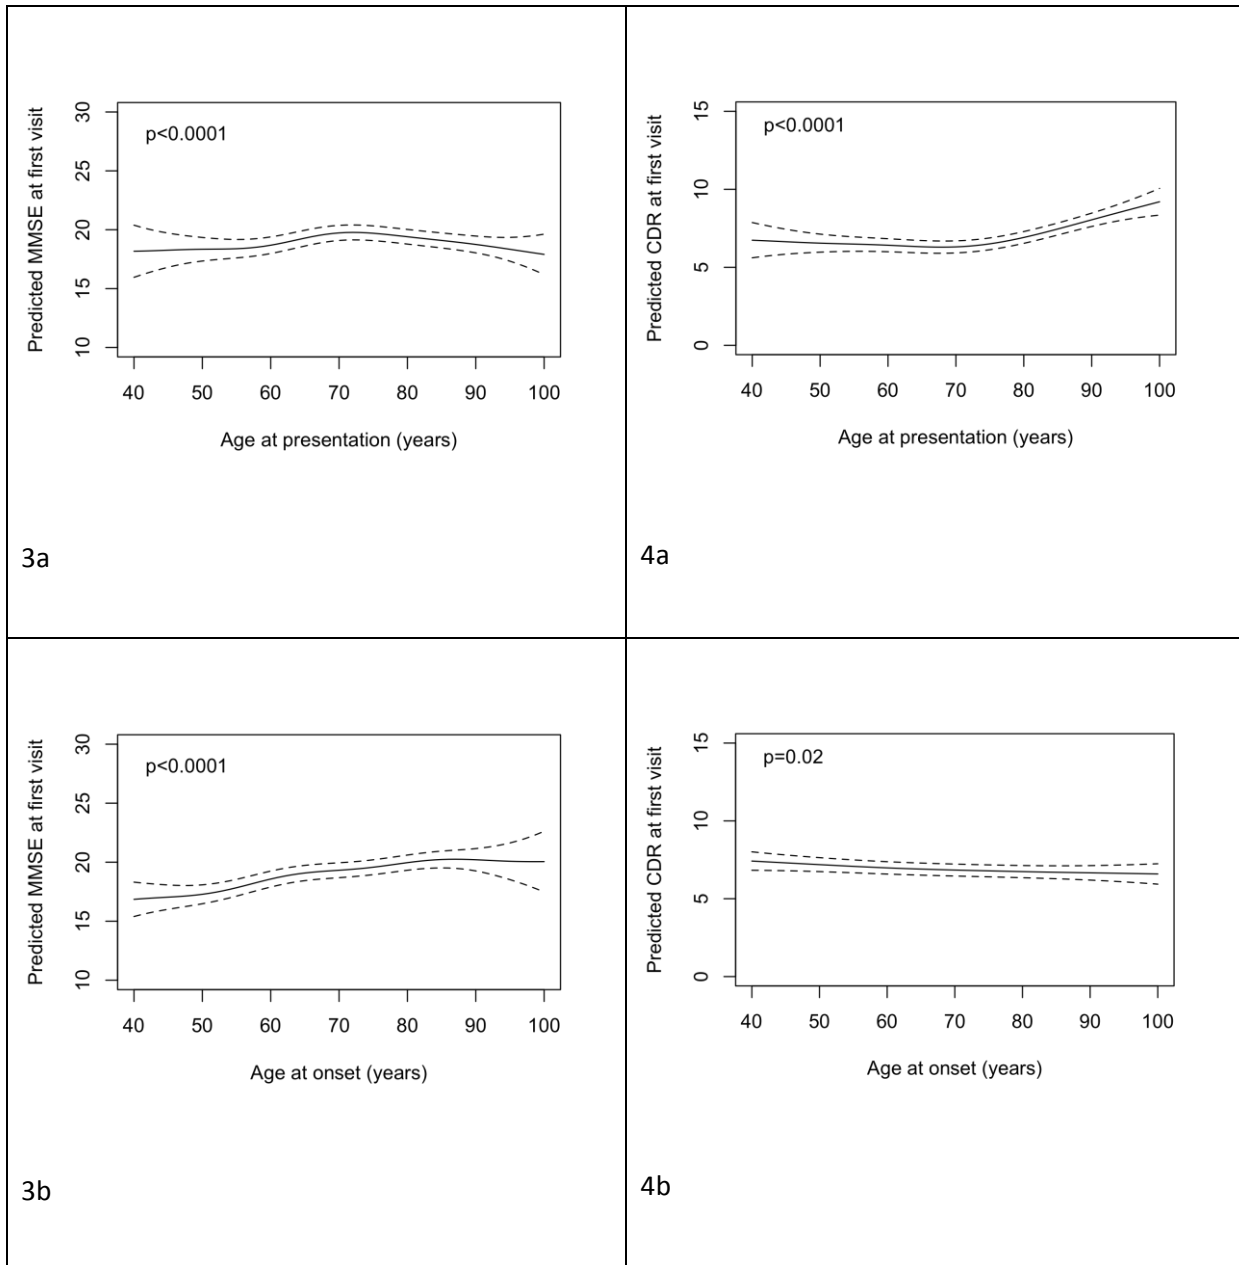 Predicted MMSE at first visit
30
25
20
15
10
p<0.0001
40 50 60 70 80 90 100
Age at presentation (years)
3a
Predicted CDR at first visit
15
10
5
0
p<0.0001
40 50 60 70 80 90 100
Age at presentation (years)
4a
Predicted MMSE at first visit
30
25
20
15
10
p<0.0001
40 50 60 70 80 90 100
Age at onset (years)
3b
Predicted CDR at first visit
15
10
5
0
p=0.02
40 50 60 70 80 90 100
Age at onset (years)
4b